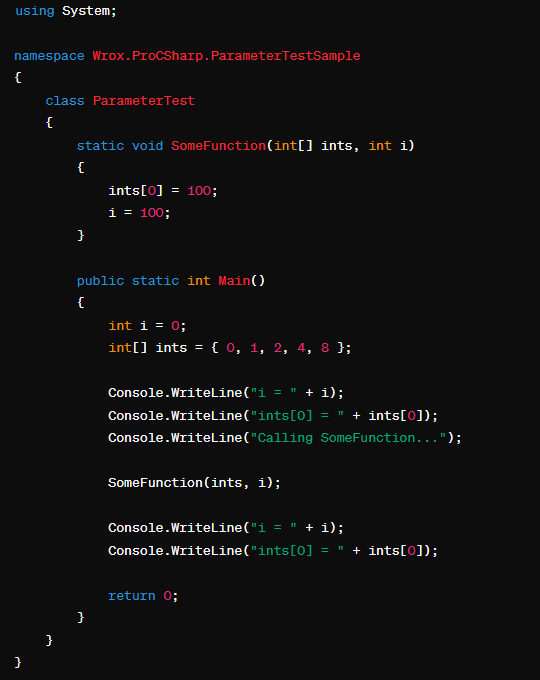 using System;

namespace Wrox.ProCSharp.ParameterTestSample
{
    class ParameterTest
    {
        static void SomeFunction(int[] ints, int i)
        {
            ints[0] = 100;
            i = 100;
        }

        public static int Main()
        {
            int i = 0;
            int[] ints = { 0, 1, 2, 4, 8 };

            Console.WriteLine("i = " + i);
            Console.WriteLine("ints[0] = " + ints[0]);
            Console.WriteLine("Calling SomeFunction...");

            SomeFunction(ints, i);

            Console.WriteLine("i = " + i);
            Console.WriteLine("ints[0] = " + ints[0]);

            return 0;
        }
    }
}